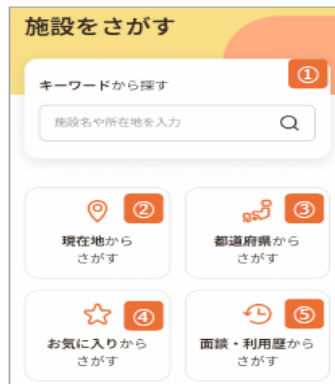 施設をさがす
①
キーワードから探す
施設名や所在地を入力
②
現在地から
さがす
③
都道府県から
さがす
④
お気に入りから
さがす
⑤
面談・利用歴から
さがす